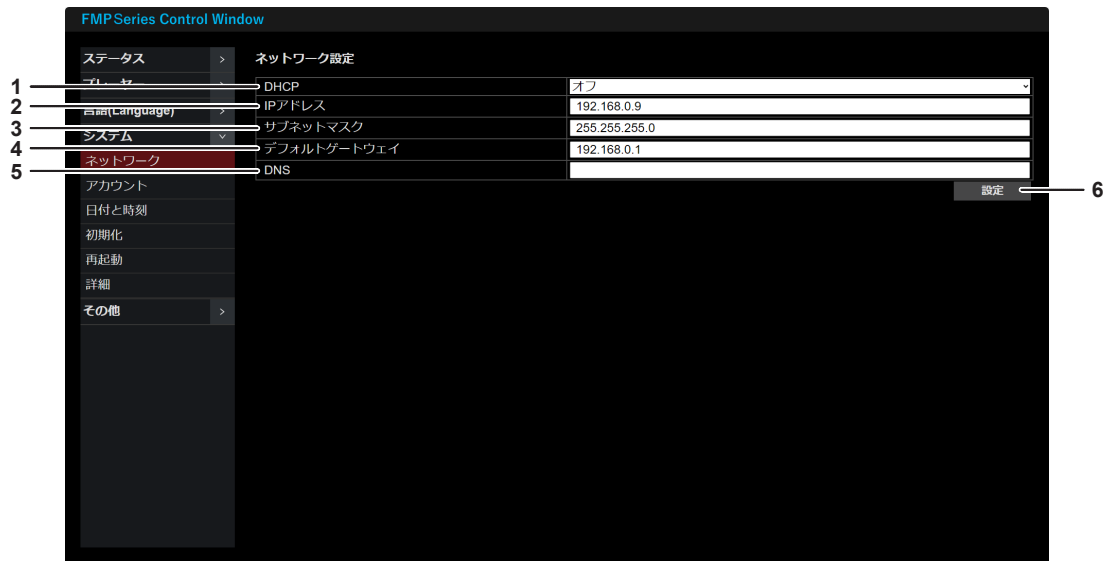 FMPSeries Control Window
ステータス >
ネットワーク設定
1 プレーヤー > DHCP オフ
2 言語(Language) > IPアドレス 192.168.0.9
3 システム サブネットマスク 255.255.255.0
4 ネットワーク デフォルトゲートウェイ 192.168.0.1
5 DNS
設定 6
アカウント
日付と時刻
初期化
再起動
詳細
その他 >